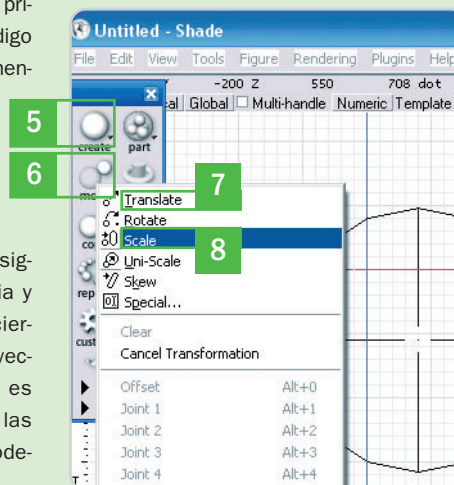 pri-
digo
men-
sig-
ia y
cier-
vec-
es
las
ode-
Untitled - Shade
File Edit View Tools Figure Rendering Plugins Help
-200 Z 550 708 dot
Global Multi-handle Numeric Template
5
create part
6
7
Translate
Rotate
8
Scale
Uni-Scale
Skew
Special...
Clear
Cancel Transformation
Offset Alt+0
Joint 1 Alt+1
Joint 2 Alt+2
Joint 3 Alt+3
Joint 4 Alt+4